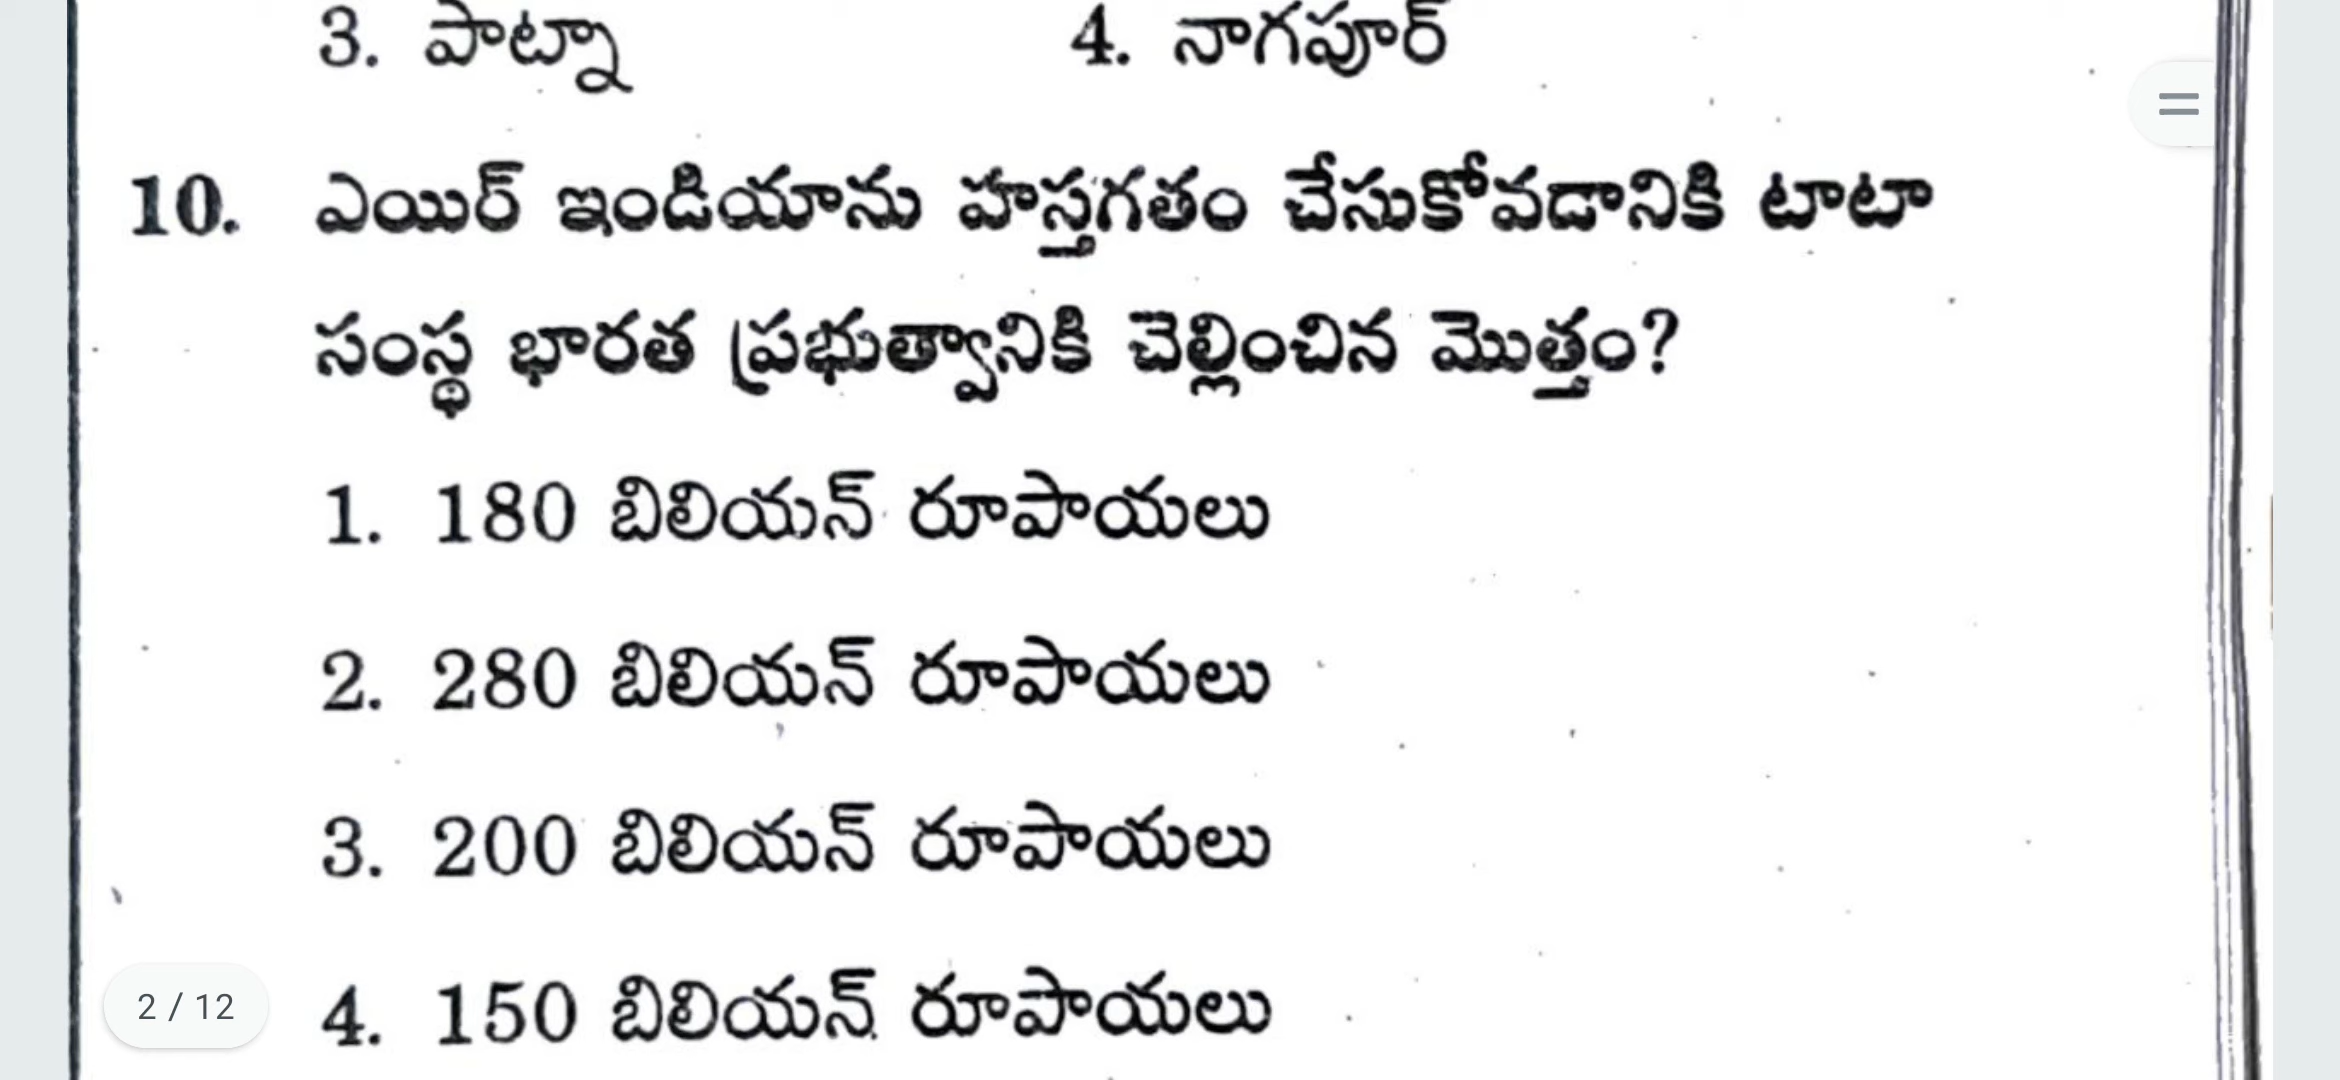 3. పాట్నా 4. నాగపూర్
10. ఎయిర్ ఇండియాను హస్తగతం చేసుకోవడానికి టాటా
సంస్థ భారత ప్రభుత్వానికి చెల్లించిన మొత్తం?
1. 180 బిలియన్ రూపాయలు
2. 280 బిలియన్ రూపాయలు
3. 200 బిలియన్ రూపాయలు
4. 150 బిలియన్ రూపాయలు
2 / 12